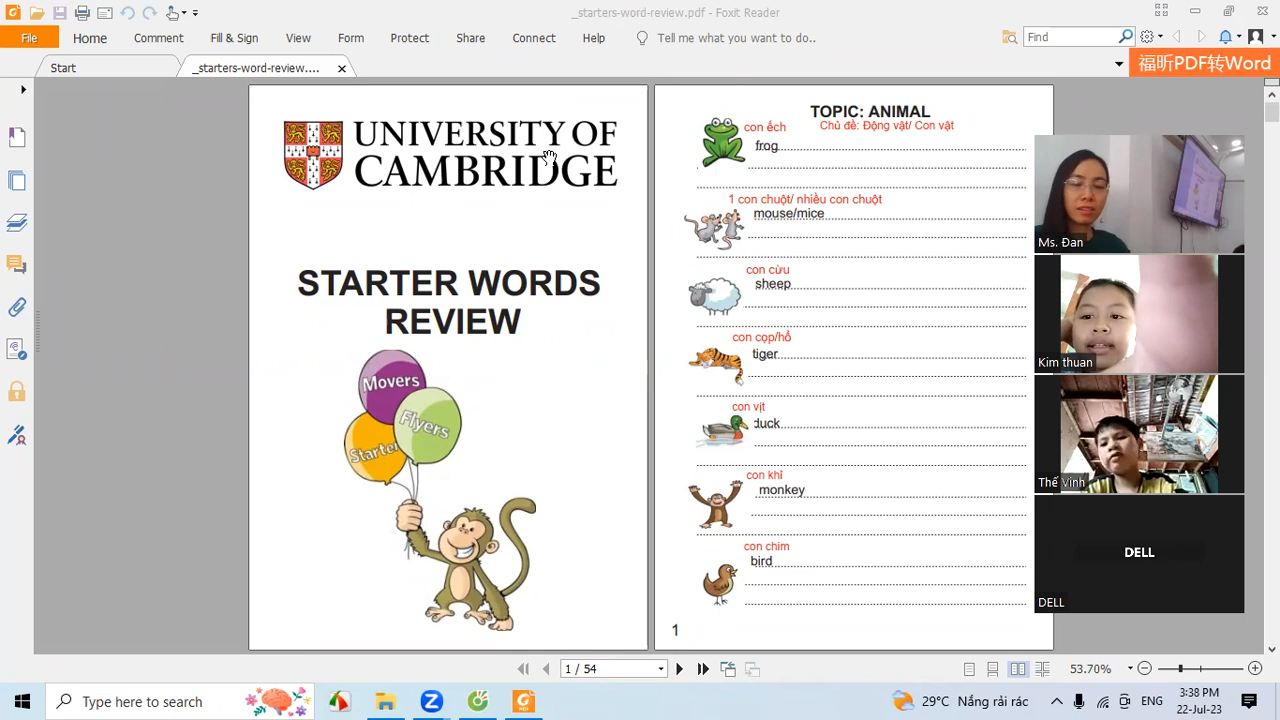 _starters-word-review.pdf - Foxit Reader
File Home Comment Fill & Sign View Form Protect Share Connect Help Tell me what you want to do.. Find
Start _starters-word-review.... 福昕PDF转Word
UNIVERSITY OF
CAMBRIDGE
STARTER WORDS
REVIEW
Movers
Flyers
Starter
TOPIC: ANIMAL
Chủ đề: Động vật/ Con vật
con ếch
frog
1 con chuột/ nhiều con chuột
mouse/mice
con cừu
sheep
con cọp/hổ
tiger
con vịt
duck
con khỉ
monkey
con chim
bird
1
Ms. Đan
Kim thuan
Thế Vinh
DELL
DELL
1 / 54 53.70%
Type here to search 29°C Nắng rải rác ENG 3:38 PM
22-Jul-23